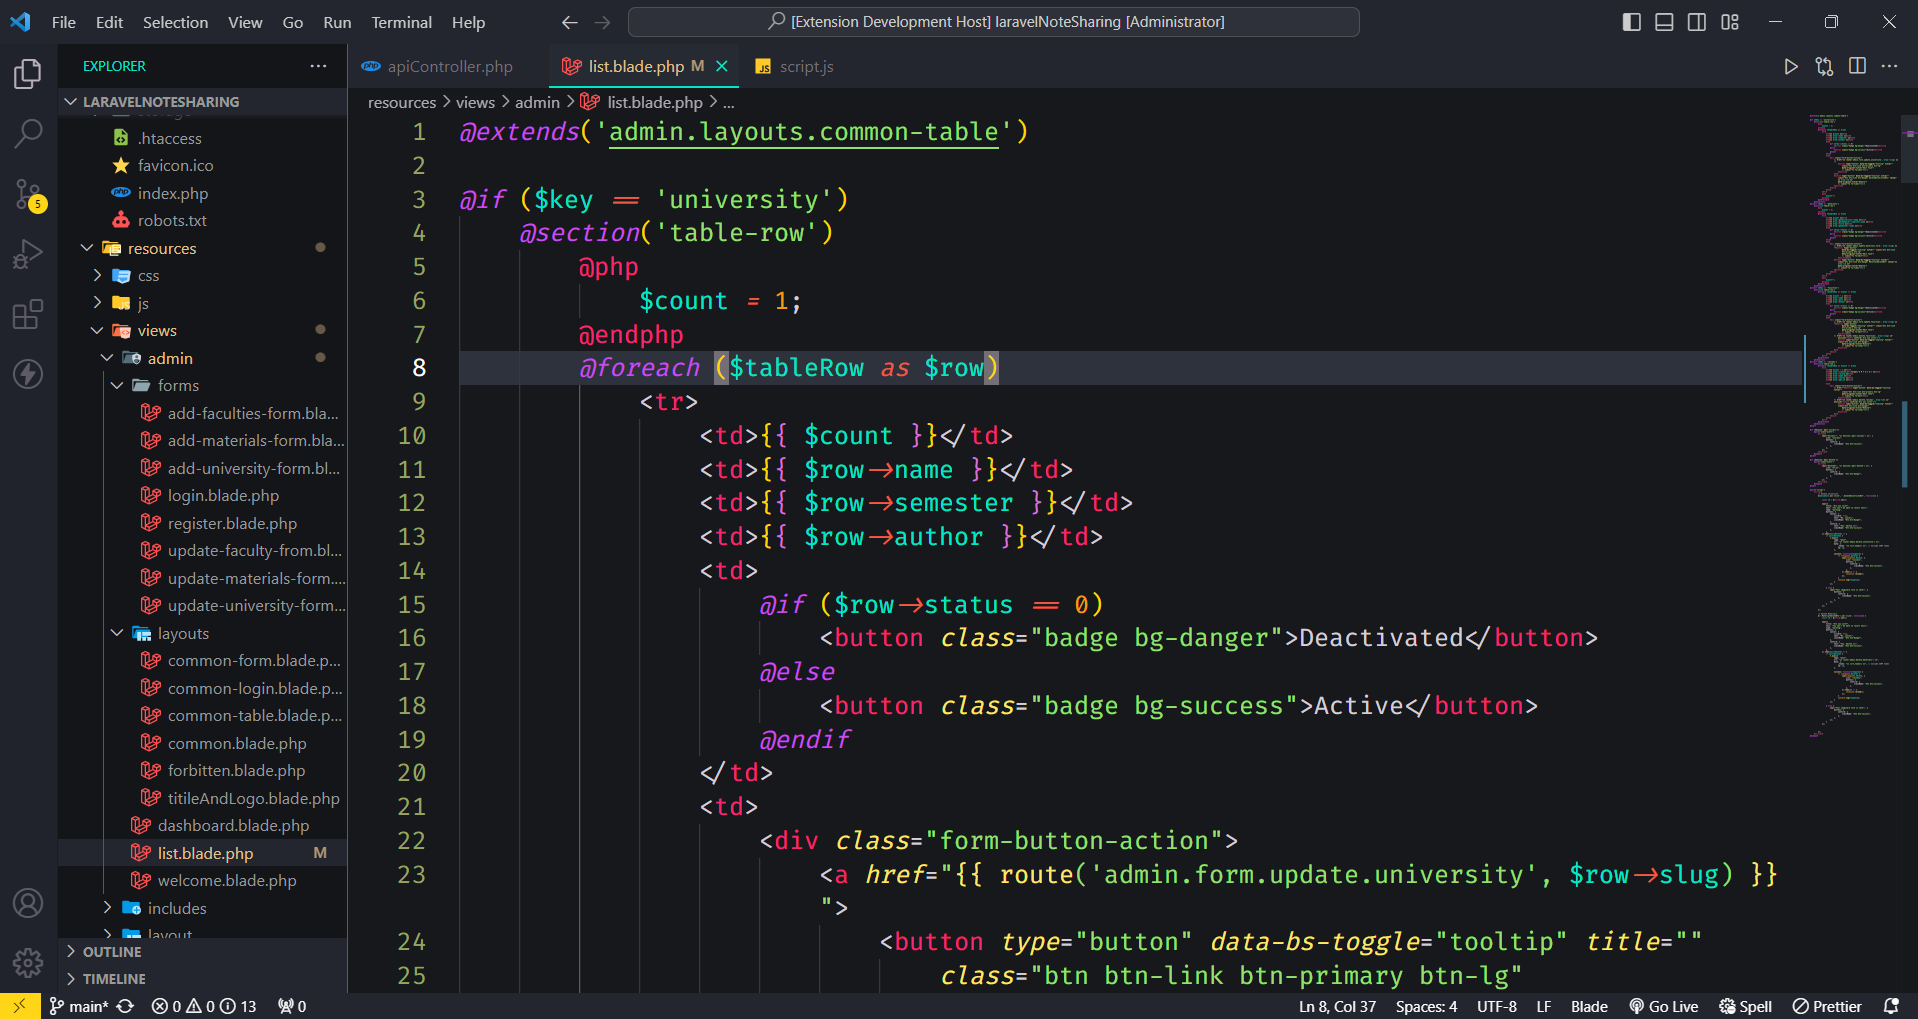 File Edit Selection View Go Run Terminal Help
[Extension Development Host] laravelNoteSharing [Administrator]
EXPLORER
LARAVELNOTESHARING
.htaccess
favicon.ico
index.php
robots.txt
resources
css
js
views
admin
forms
add-faculties-form.bla...
add-materials-form.bla...
add-university-form.bl...
login.blade.php
register.blade.php
update-faculty-from.bl...
update-materials-form....
update-university-form...
layouts
common-form.blade.p...
common-login.blade.p...
common-table.blade.p...
common.blade.php
forbitten.blade.php
titileAndLogo.blade.php
dashboard.blade.php
list.blade.php M
welcome.blade.php
includes
layout
OUTLINE
TIMELINE
5
php apiController.php
list.blade.php M
JS script.js
resources > views > admin > list.blade.php > ...
1 @extends('admin.layouts.common-table')
2
3 @if ($key == 'university')
4 @section('table-row')
5 @php
6 $count = 1;
7 @endphp
8 @foreach ($tableRow as $row)
9 <tr>
10 <td>{{ $count }}</td>
11 <td>{{ $row->name }}</td>
12 <td>{{ $row->semester }}</td>
13 <td>{{ $row->author }}</td>
14 <td>
15 @if ($row->status == 0)
16 <button class="badge bg-danger">Deactivated</button>
17 @else
18 <button class="badge bg-success">Active</button>
19 @endif
20 </td>
21 <td>
22 <div class="form-button-action">
23 <a href="{{ route('admin.form.update.university', $row->slug) }}
">
24 <button type="button" data-bs-toggle="tooltip" title=""
25 class="btn btn-link btn-primary btn-lg"
main* 0 0 13 0
Ln 8, Col 37 Spaces: 4 UTF-8 LF Blade Go Live Spell Prettier